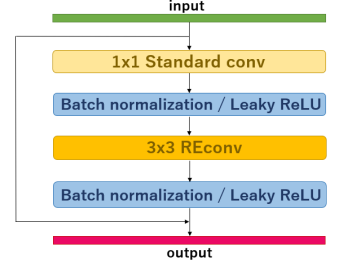 input
1x1 Standard conv
Batch normalization / Leaky ReLU
3x3 REconv
Batch normalization / Leaky ReLU
output